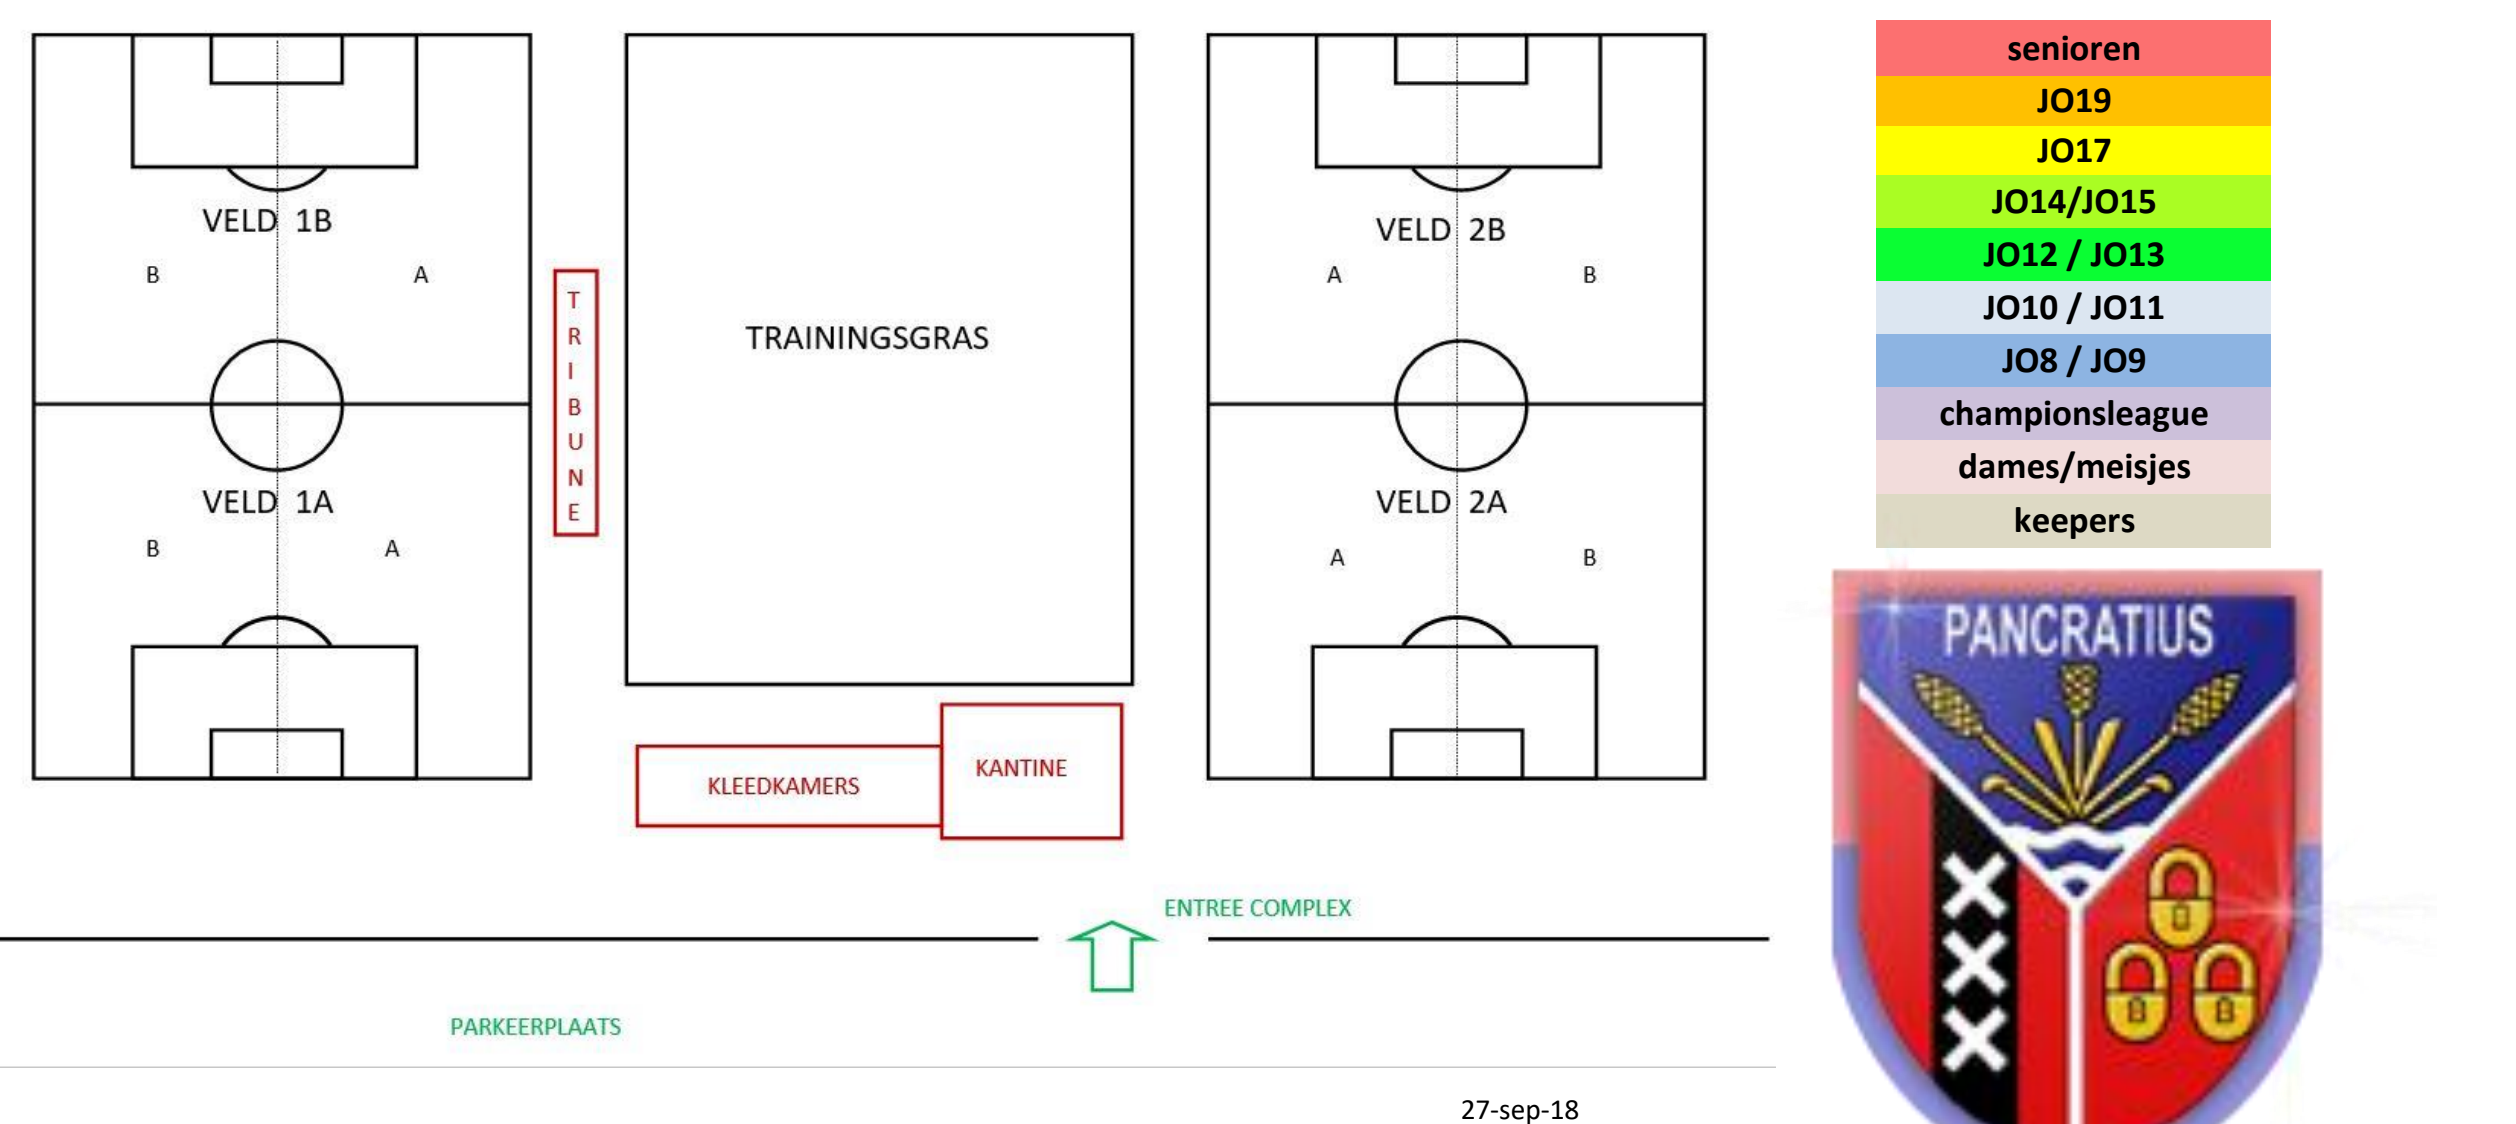 VELD 1B
B A
TRIBUNE
VELD 1A
B A
TRAININGSGRAS
VELD 2B
A B
VELD 2A
A B
KLEEDKAMERS
KANTINE
ENTREE COMPLEX
PARKEERPLAATS
27-sep-18
senioren
JO19
JO17
JO14/JO15
JO12 / JO13
JO10 / JO11
JO8 / JO9
championsleague
dames/meisjes
keepers
PANCRATIUS